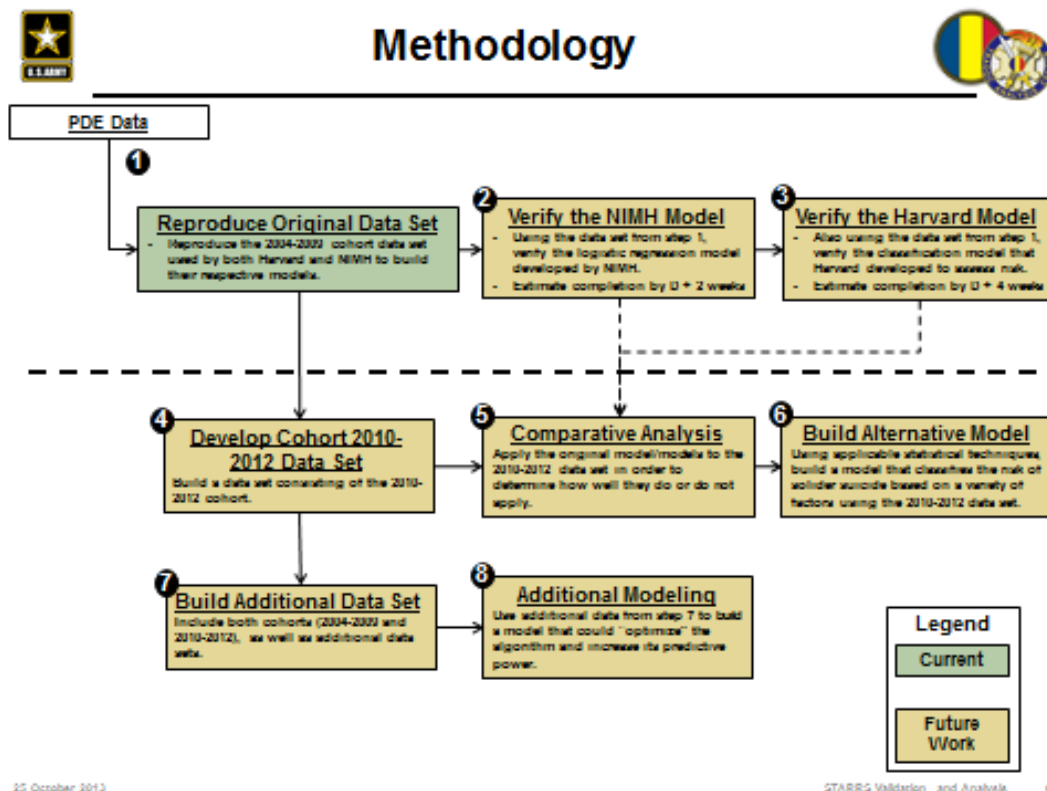 Methodology
U.S.ARMY
PDE Data
1
Reproduce Original Data Set
- Reproduce the 2004-2009 cohort data set
used by both Harvard and NIMH to build
their respective models.
2
Verify the NIMH Model
- Using the data set from step 1,
verify the logistic regression model
developed by NIMH.
- Estimate completion by D + 2 weeks
3
Verify the Harvard Model
- Also using the data set from step 1,
verify the classification model that
Harvard developed to assess risk.
- Estimate completion by D + 4 weeks
4
Develop Cohort 2010-
2012 Data Set
Build a data set consisting of the 2010-
2012 cohort.
5
Comparative Analysis
Apply the original model/models to the
2010-2012 data set in order to
determine how well they do or do not
apply.
6
Build Alternative Model
Using applicable statistical techniques,
build a model that classifies the risk of
solider suicide based on a variety of
factors using the 2010-2012 data set.
7
Build Additional Data Set
Include both cohorts (2004-2009 and
2010-2012), as well as additional data
sets.
8
Additional Modeling
Use additional data from step 7 to build
a model that could "optimize" the
algorithm and increase its predictive
power.
Legend
Current
Future
Work
25 October 2013
STARRS Validation and Analysis